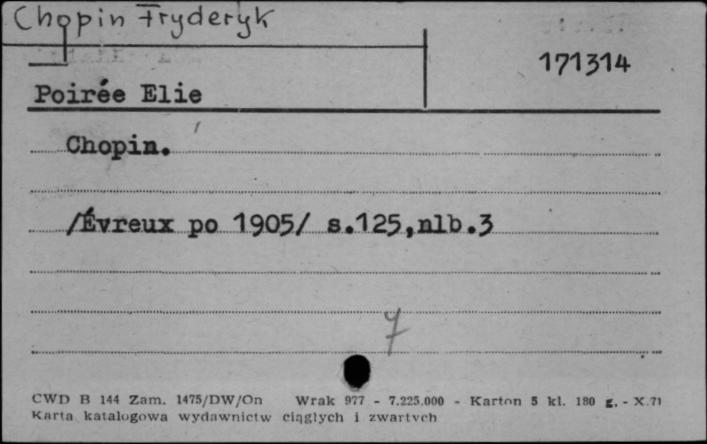 Chopin Fryderyk
171314
Poirée Elie
Chopin.
/Évreux po 1905/ s.125,nlb.3
7
CWD B 144 Zam. 1475/DW/On Wrak 977 - 7.225.000 - Karton 5 kl. 180 g. - X.71
Karta katalogowa wydawnictw ciągłych i zwartych